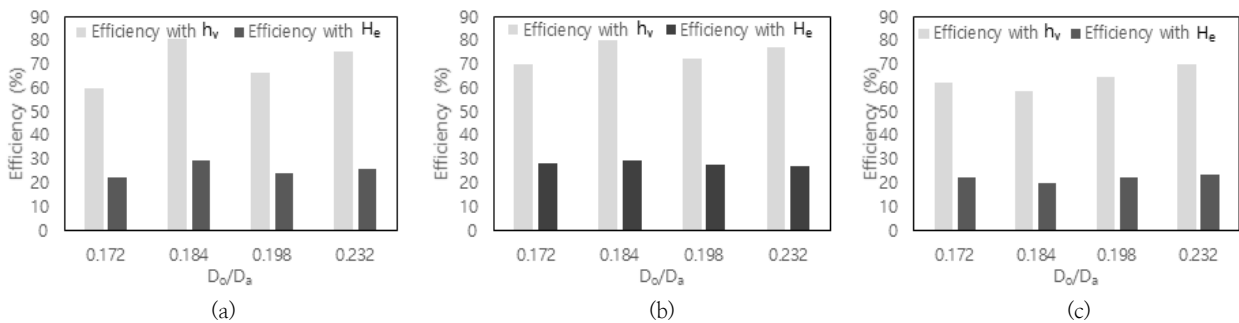 90
80
70
60
50
40
30
20
10
0
Efficiency (%)
Efficiency with hv
Efficiency with He
0.172 0.184 0.198 0.232
Do/Da
(a)
90
80
70
60
50
40
30
20
10
0
Efficiency (%)
Efficiency with hv
Efficiency with He
0.172 0.184 0.198 0.232
Do/Da
(b)
90
80
70
60
50
40
30
20
10
0
Efficiency (%)
Efficiency with hv
Efficiency with He
0.172 0.184 0.198 0.232
Do/Da
(c)